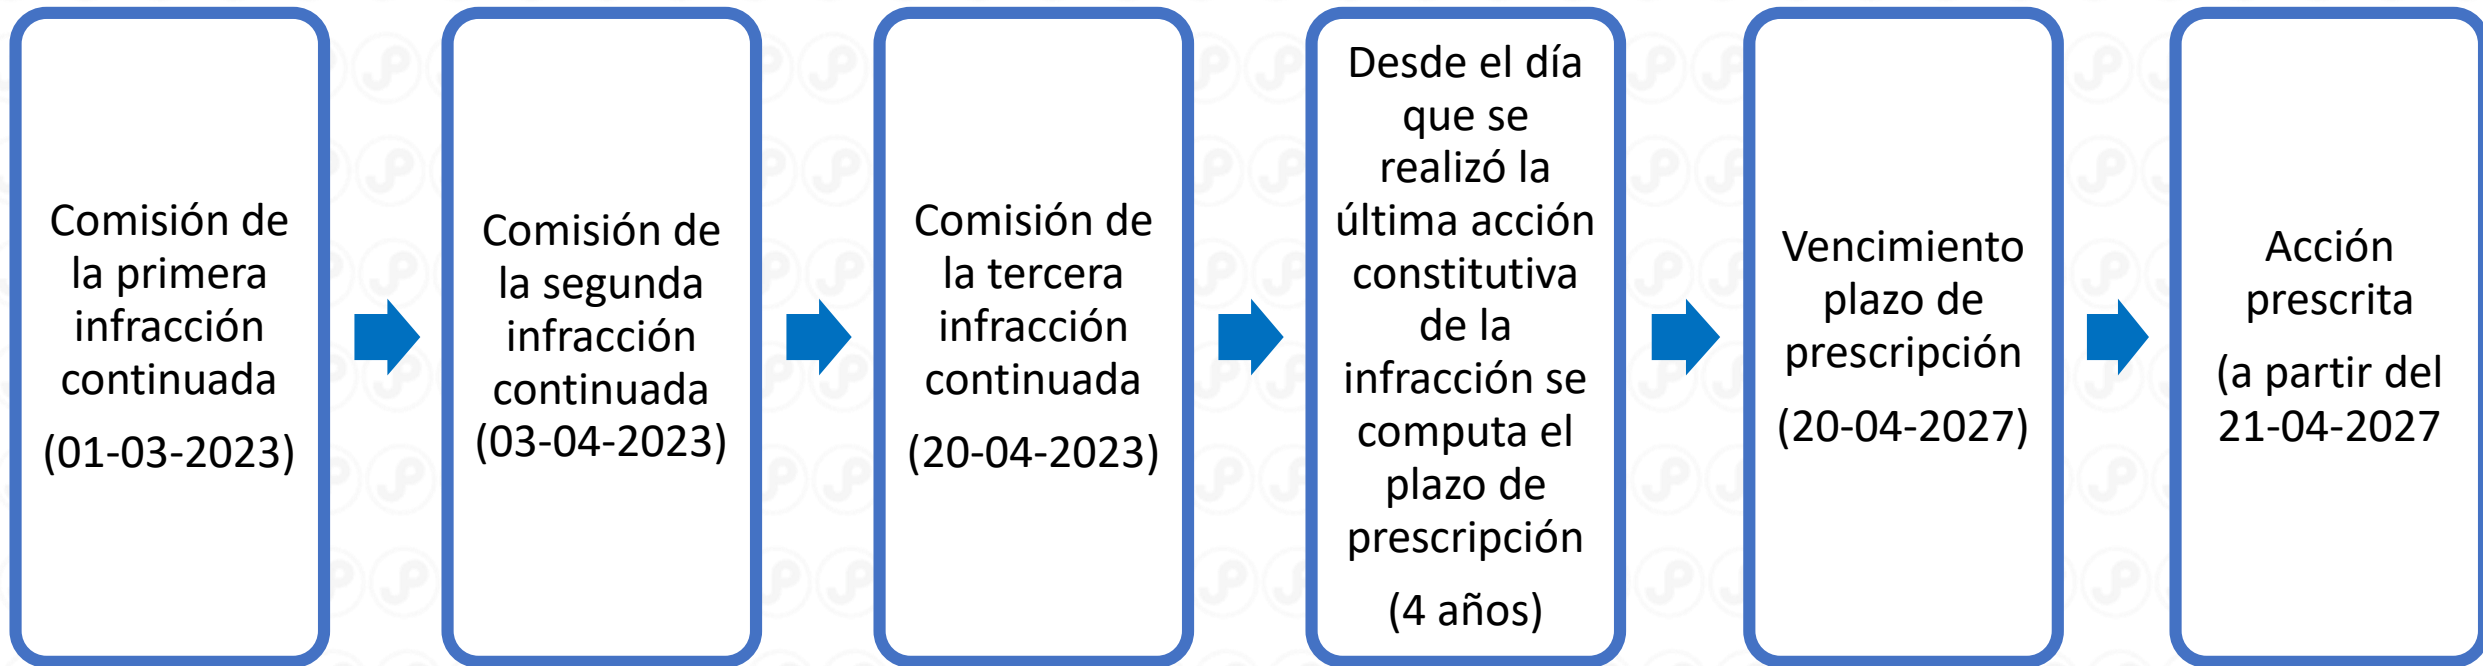 Comisión de
la primera
infracción
continuada
(01-03-2023)
Comisión de
la segunda
infracción
continuada
(03-04-2023)
Comisión de
la tercera
infracción
continuada
(20-04-2023)
Desde el día
que se
realizó la
última acción
constitutiva
de la
infracción se
computa el
plazo de
prescripción
(4 años)
Vencimiento
plazo de
prescripción
(20-04-2027)
Acción
prescrita
(a partir del
21-04-2027